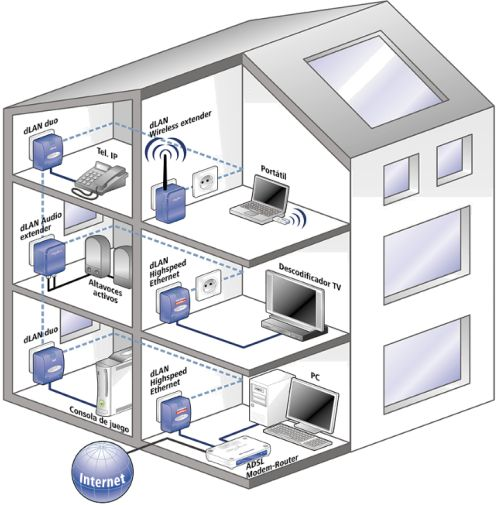 dLAN duo
Tel. IP
dLAN
Wireless extender
Portátil
dLAN Audio
extender
Altavoces
activos
dLAN
Highspeed
Ethernet
Descodificador TV
dLAN duo
Consola de juego
dLAN
Highspeed
Ethernet
PC
ADSL
Modem-Router
Internet